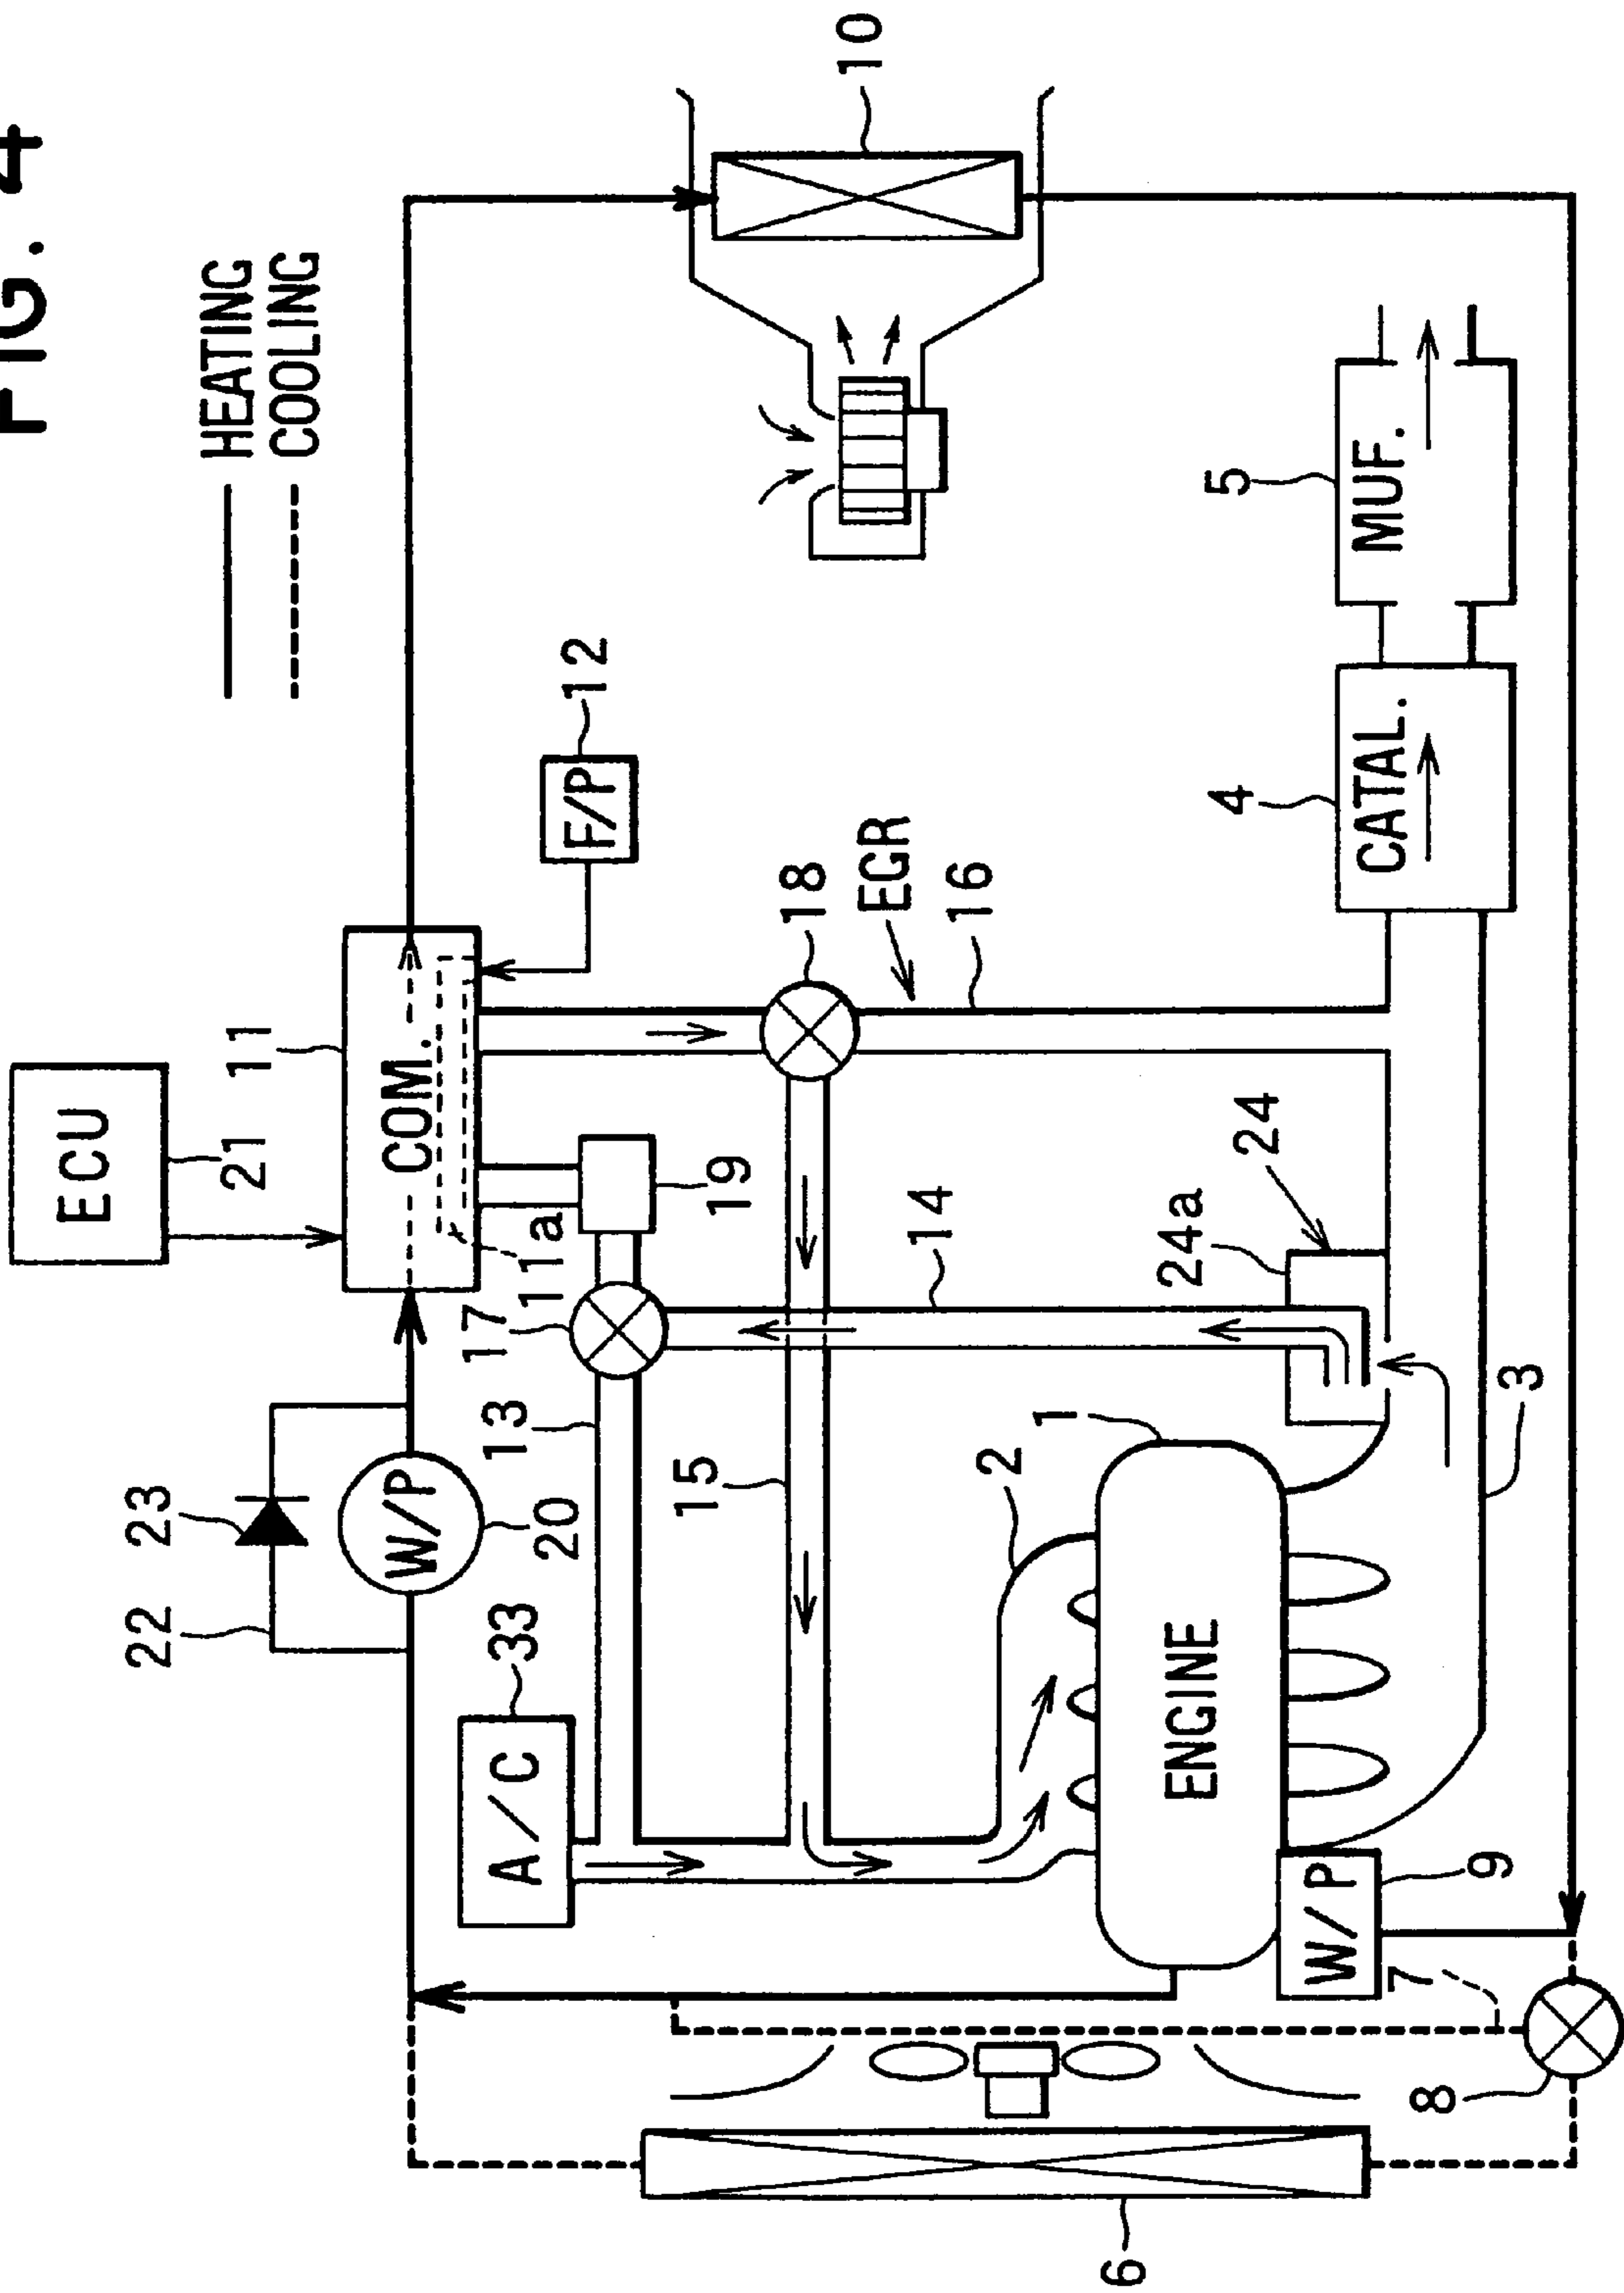 FIG. 4
HEATING
COOLING
ECU
21
11
COM.
11a
F/P
12
10
23
22
W/P
20
A/C
33
13
17
19
18
EGR
16
15
14
2
1
ENGINE
24
24a
3
4
CATAL.
5
MUF.
W/P
9
7
8
6